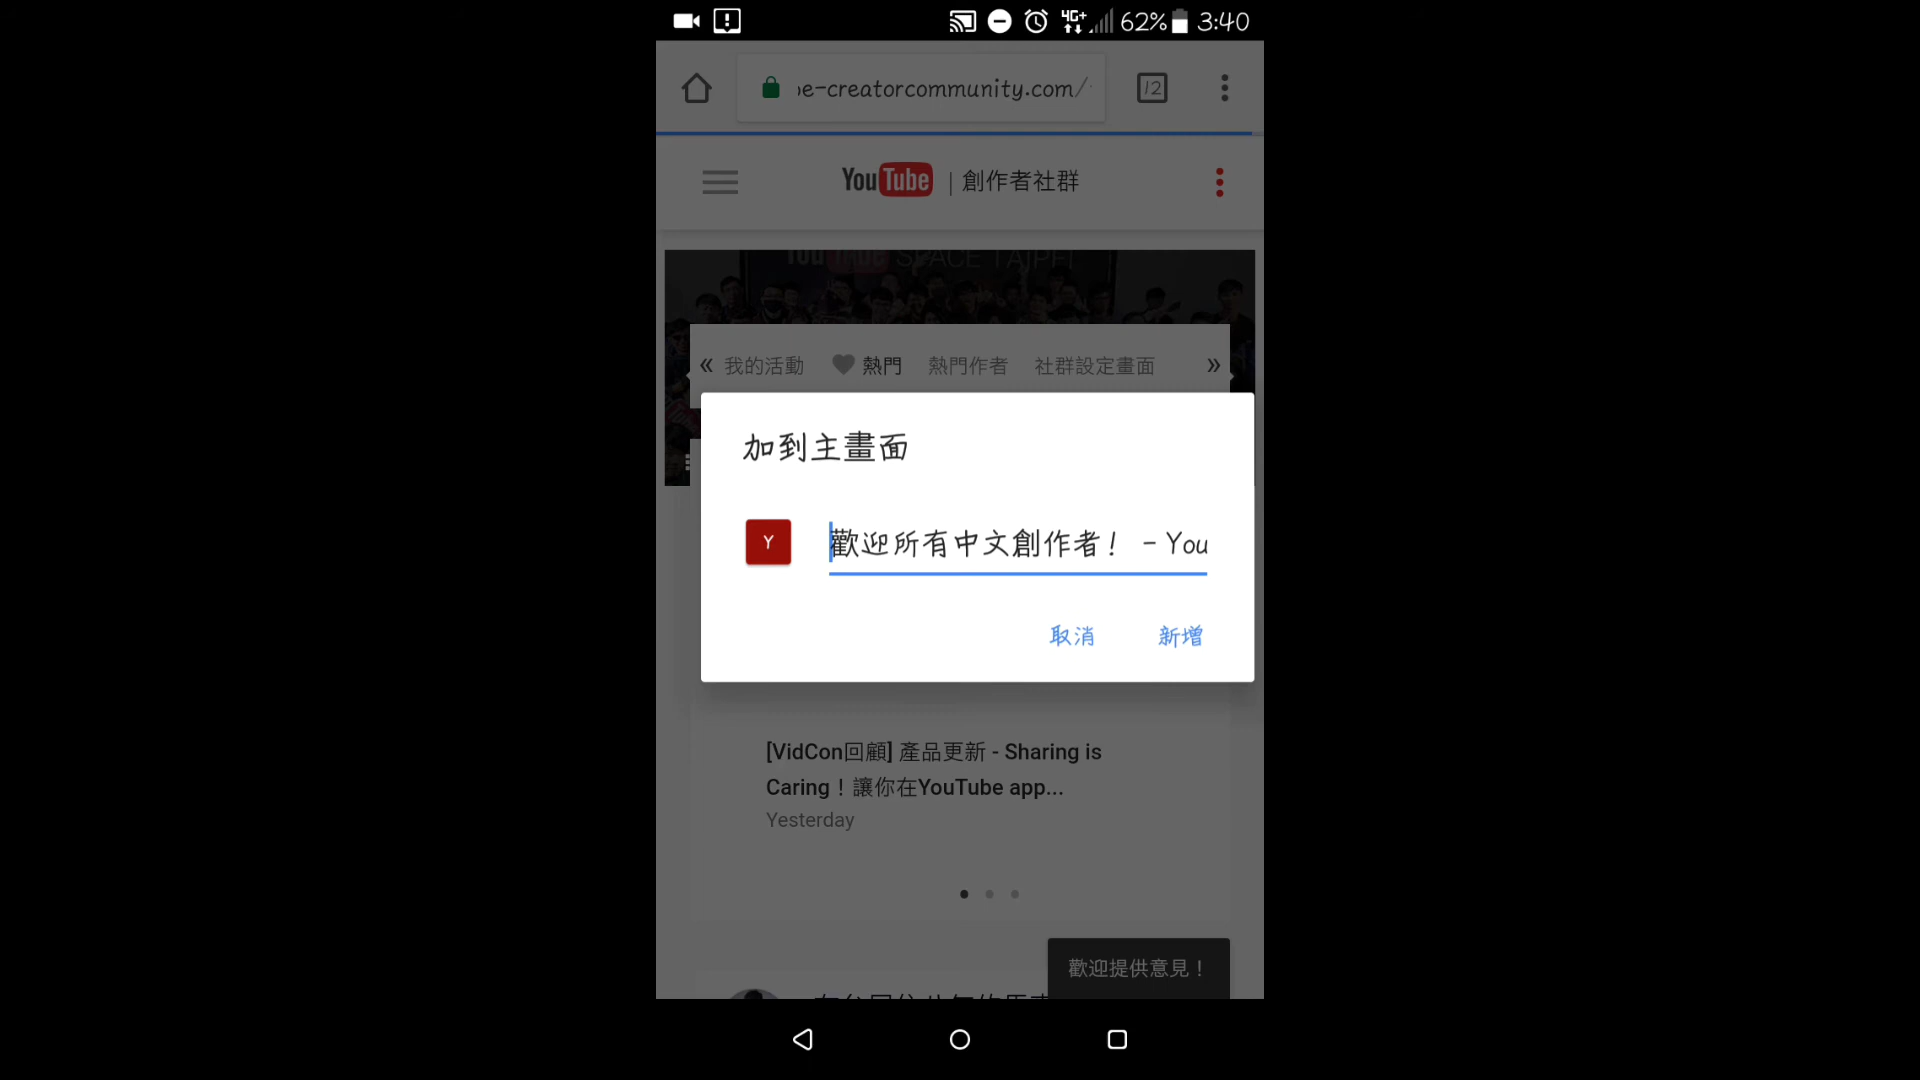 62% 3:40
be-creatorcommunity.com/
12
YouTube | 創作者社群
YouTube SPACE TAIPEI
« 我的活動 熱門 熱門作者 社群設定畫面 »
加到主畫面
Y
歡迎所有中文創作者！ - You
取消 新增
[VidCon回顧] 產品更新 - Sharing is
Caring！讓你在YouTube app...
Yesterday
歡迎提供意見！